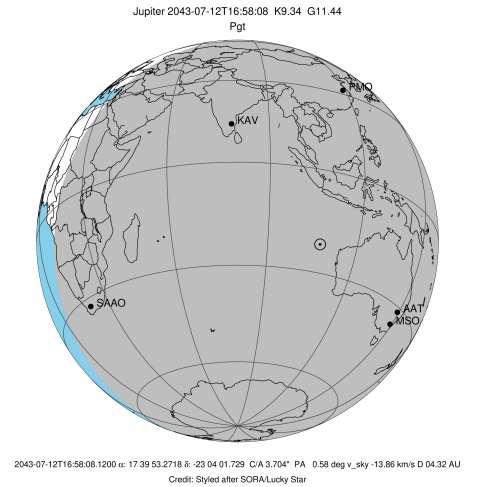 Jupiter 2043-07-12T16:58:08 K9.34 G11.44
Pgt
PMO
KAV
SAAO
AAT
MSO
2043-07-12T16:58:08.1200 α: 17 39 53.2718 δ: -23 04 01.729 C/A 3.704" PA 0.58 deg v_sky -13.86 km/s D 04.32 AU
Credit: Styled after SORA/Lucky Star